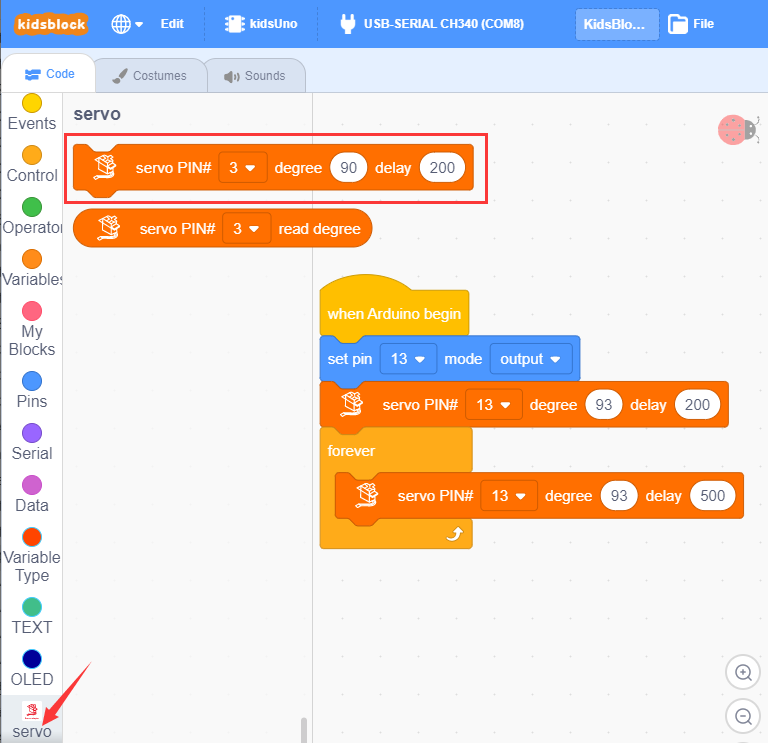 kidsblock Edit kidsUno USB-SERIAL CH340 (COM8) KidsBlo... File
Code Costumes Sounds
Events
Control
Operator
Variables
My
Blocks
Pins
Serial
Data
Variable
Type
TEXT
OLED
servo
servo
servo PIN# 3 degree 90 delay 200
servo PIN# 3 read degree
when Arduino begin
set pin 13 mode output
servo PIN# 13 degree 93 delay 200
forever
servo PIN# 13 degree 93 delay 500